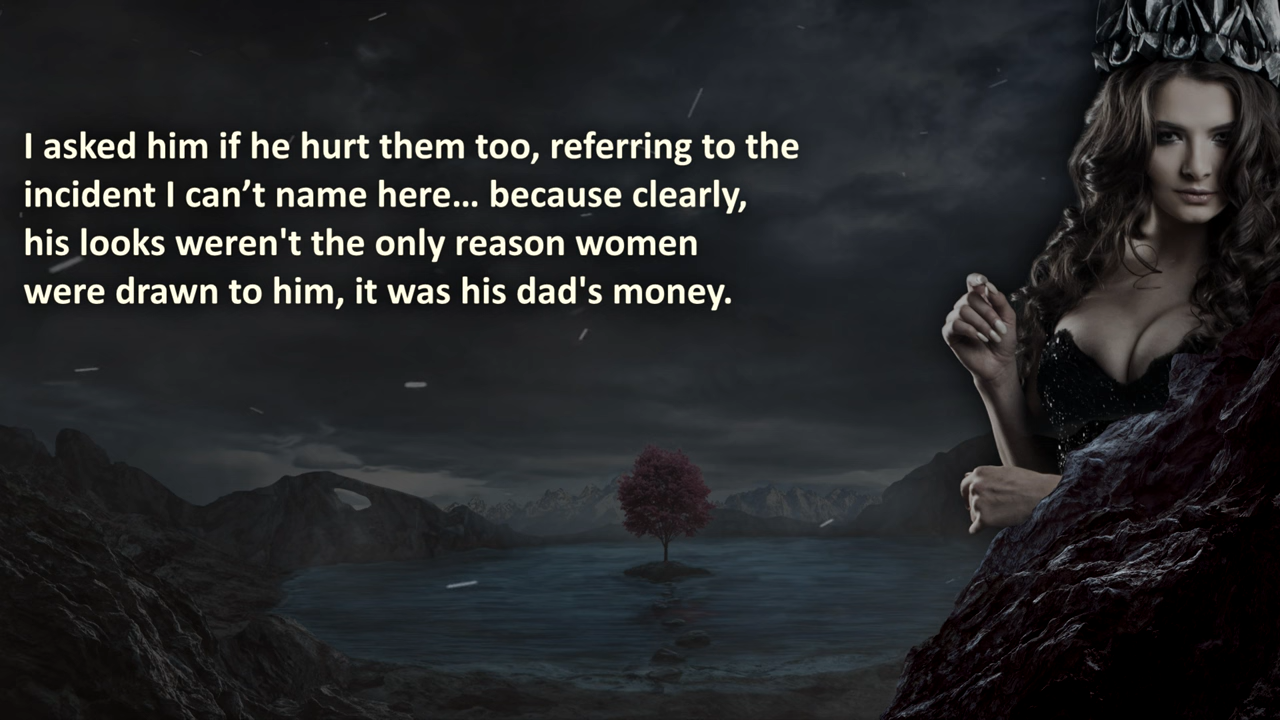 I asked him if he hurt them too, referring to the
incident I can’t name here... because clearly,
his looks weren't the only reason women
were drawn to him, it was his dad's money.